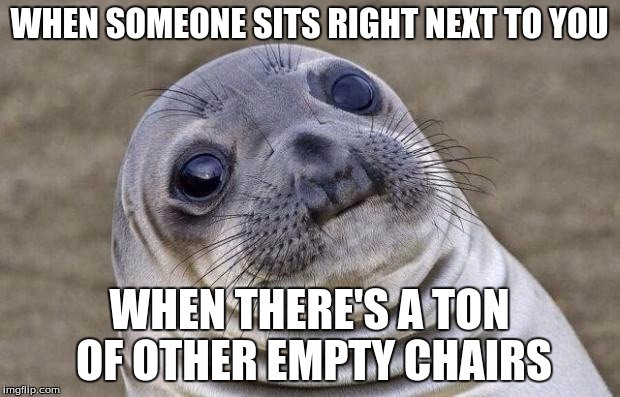 WHEN SOMEONE SITS RIGHT NEXT TO YOU
WHEN THERE'S A TON
OF OTHER EMPTY CHAIRS
imgflip.com